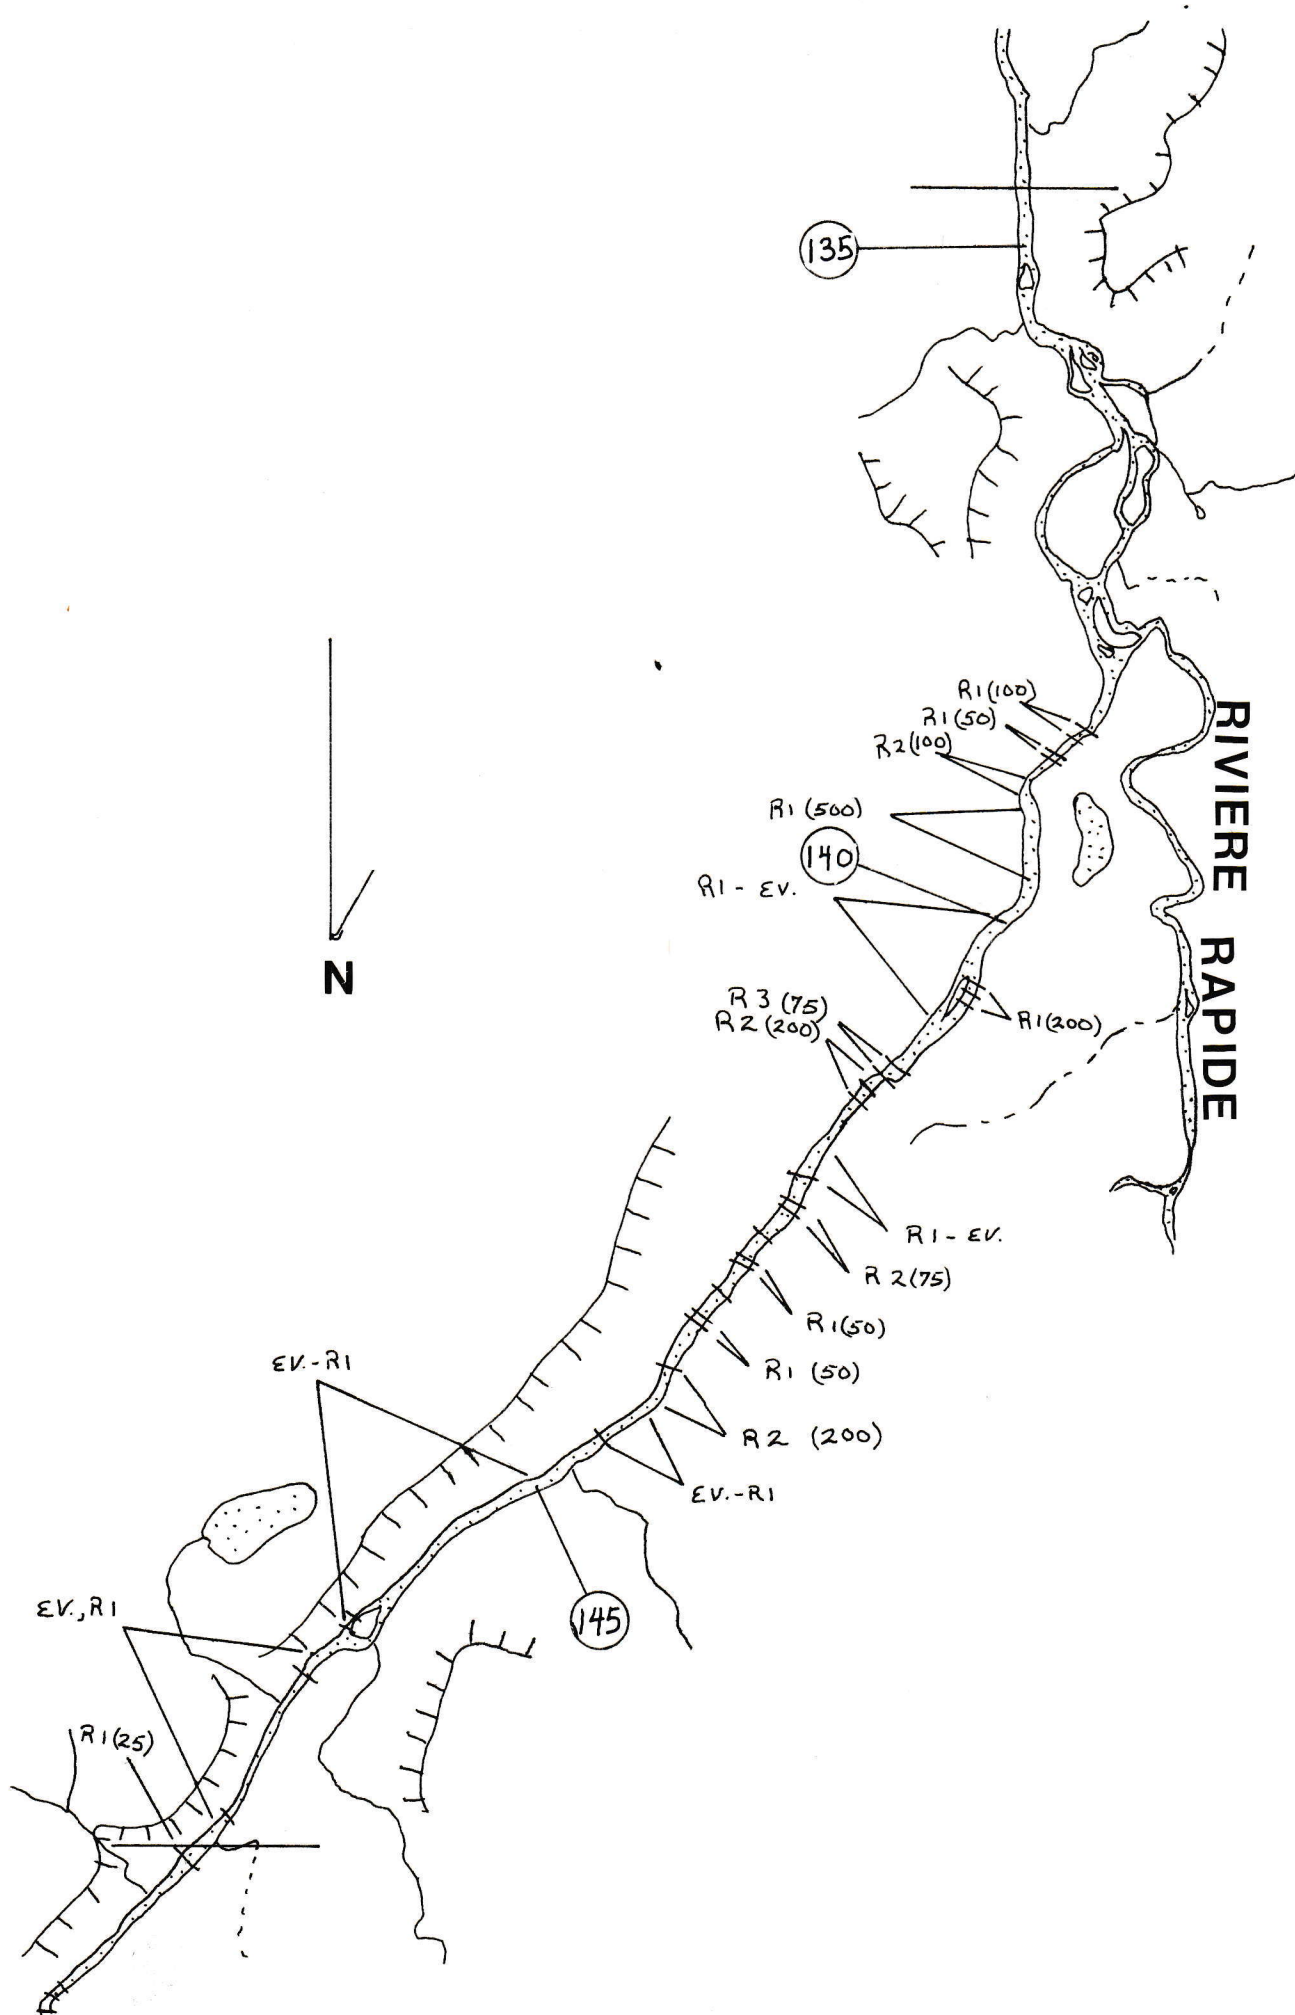 135
R1(100)
R1(50)
R2(100)
R1 (500)
140
R1 - EV.
RIVIERE RAPIDE
N
R3 (75)
R2 (200)
R1(200)
R1 - EV.
R2(75)
R1(50)
R1 (50)
EV.-R1
R2 (200)
EV.-R1
145
EV.,R1
R1(25)